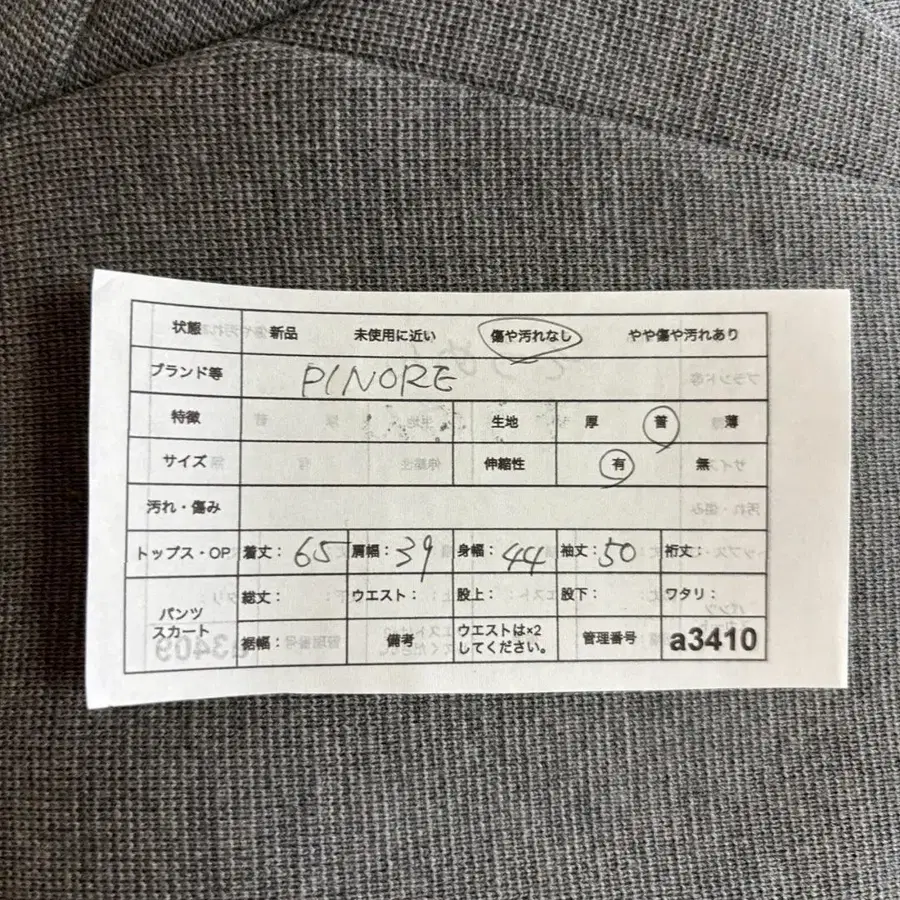 状態 新品 未使用に近い 傷や汚れなし やや傷や汚れあり
ブランド等 PINORE
特徴 生地 厚 普 薄
サイズ 伸縮性 有 無
汚れ・傷み
トップス・OP 着丈: 65 肩幅: 39 身幅: 44 袖丈: 50 裄丈:
パンツ スカート 総丈: ウエスト: 股上: 股下: ワタリ:
裾幅: 備考 ウエストは×2 してください。 管理番号 a3410